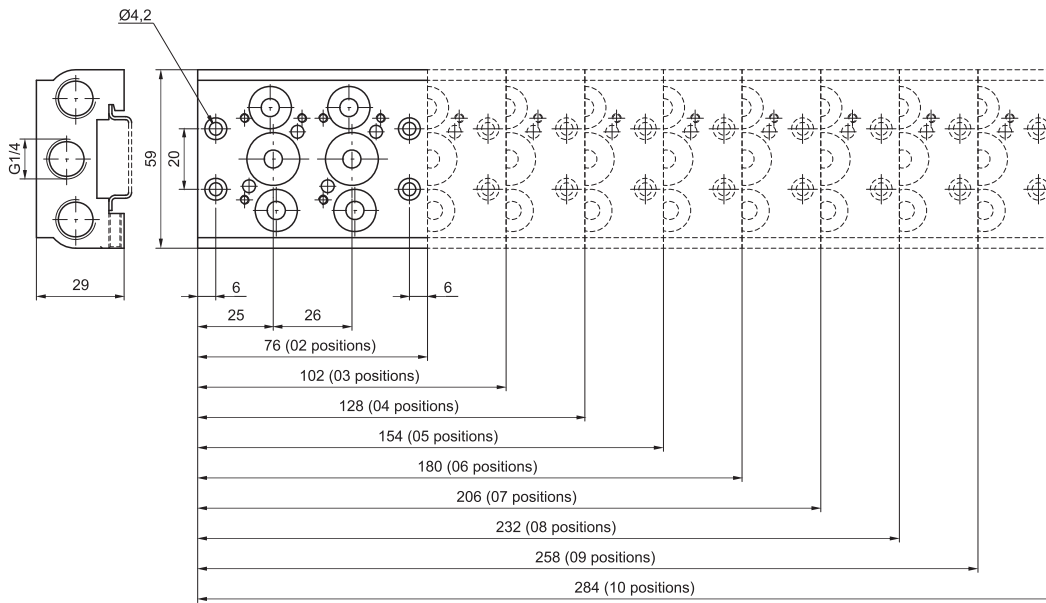 Ø4,2
G1/4
59
20
29
6
6
25
26
76 (02 positions)
102 (03 positions)
128 (04 positions)
154 (05 positions)
180 (06 positions)
206 (07 positions)
232 (08 positions)
258 (09 positions)
284 (10 positions)